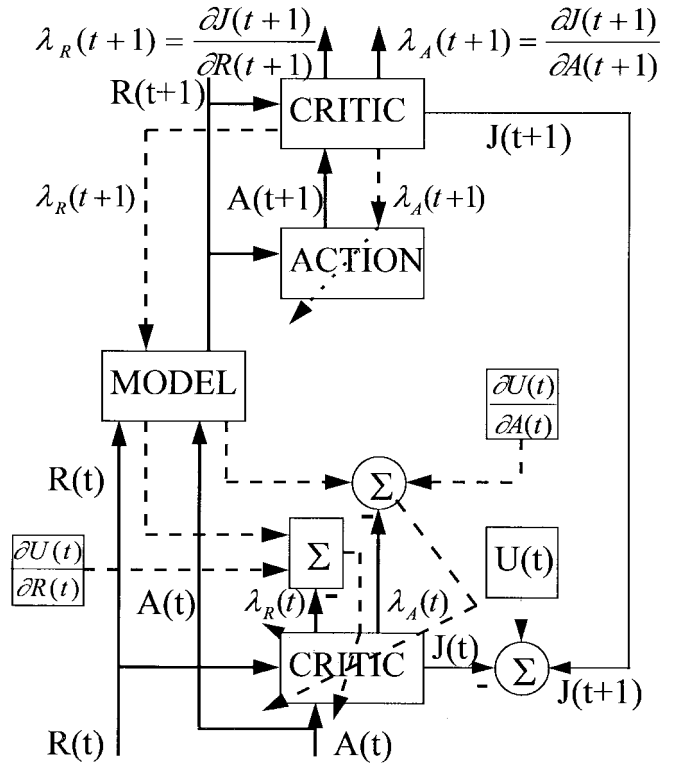 λ_R(t+1) = ∂J(t+1)/∂R(t+1)
λ_A(t+1) = ∂J(t+1)/∂A(t+1)
R(t+1)
CRITIC
J(t+1)
λ_R(t+1)
A(t+1)
λ_A(t+1)
ACTION
MODEL
∂U(t)/∂A(t)
R(t)
Σ
-
∂U(t)/∂R(t)
Σ
-
U(t)
A(t)
λ_R(t)
λ_A(t)
CRITIC
J(t)
-
Σ
J(t+1)
R(t)
A(t)